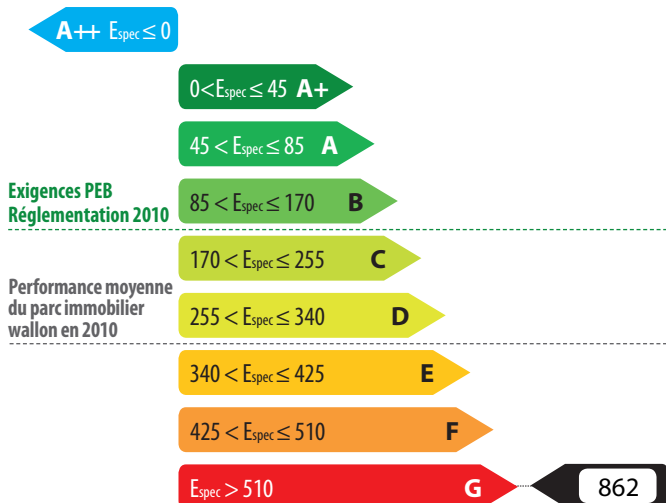 A++ Espec ≤ 0
0 < Espec ≤ 45 A+
45 < Espec ≤ 85 A
Exigences PEB
Réglementation 2010
85 < Espec ≤ 170 B
170 < Espec ≤ 255 C
Performance moyenne
du parc immobilier
wallon en 2010
255 < Espec ≤ 340 D
340 < Espec ≤ 425 E
425 < Espec ≤ 510 F
Espec > 510 G 862